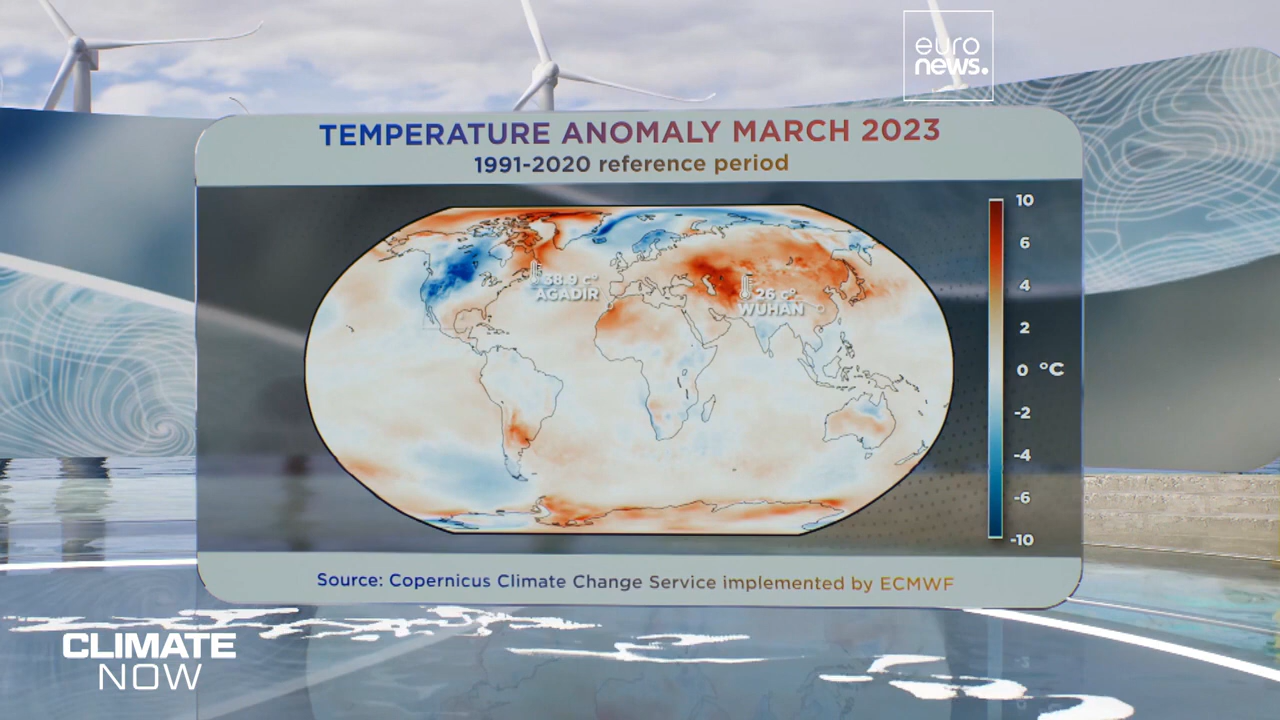 euro
news.
TEMPERATURE ANOMALY MARCH 2023
1991-2020 reference period
10
6
4
2
0 °C
-2
-4
-6
-10
38.9 c°
AGADIR
26 c°
WUHAN
Source: Copernicus Climate Change Service implemented by ECMWF
CLIMATE
NOW